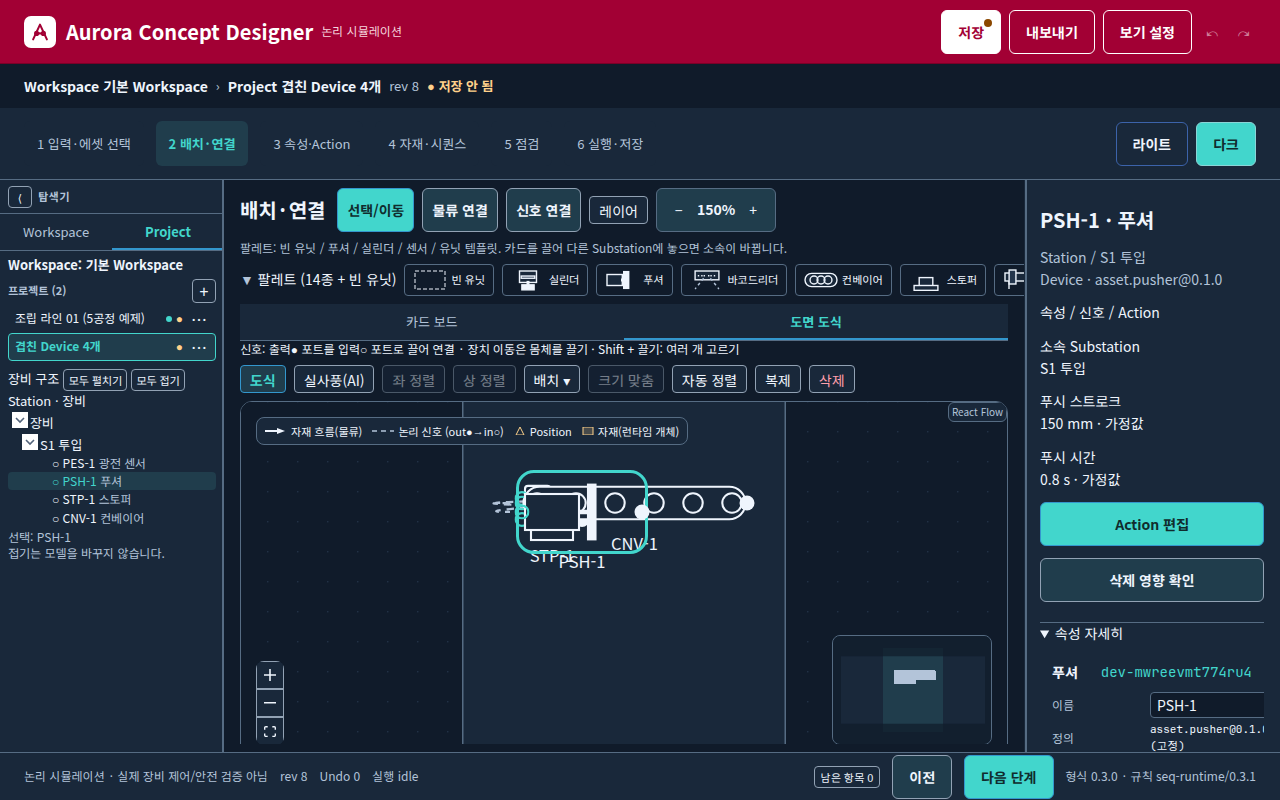 Aurora Concept Designer 논리 시뮬레이션
저장 내보내기 보기 설정
Workspace 기본 Workspace › Project 겹친 Device 4개 rev 8 ● 저장 안 됨
1 입력·에셋 선택 2 배치·연결 3 속성·Action 4 자재·시퀀스 5 점검 6 실행·저장
라이트 다크
탐색기
Workspace Project
Workspace: 기본 Workspace
프로젝트 (2) +
조립 라인 01 (5공정 예제) ● ● ...
겹친 Device 4개 ● ...
장비 구조 모두 펼치기 모두 접기
Station · 장비
장비
S1 투입
○ PES-1 광전 센서
○ PSH-1 푸셔
○ STP-1 스토퍼
○ CNV-1 컨베이어
선택: PSH-1
접기는 모델을 바꾸지 않습니다.
배치·연결 선택/이동 물류 연결 신호 연결 레이어 − 150% +
팔레트: 빈 유닛 / 푸셔 / 실린더 / 센서 / 유닛 템플릿. 카드를 끌어 다른 Substation에 놓으면 소속이 바뀝니다.
▼ 팔레트 (14종 + 빈 유닛) 빈 유닛 실린더 푸셔 바코드리더 컨베이어 스토퍼
카드 보드 도면 도식
신호: 출력● 포트를 입력○ 포트로 끌어 연결 · 장치 이동은 몸체를 끌기 · Shift + 끌기: 여러 개 고르기
도식 실사풍(AI) 좌 정렬 상 정렬 배치 ▾ 크기 맞춤 자동 정렬 복제 삭제
React Flow
자재 흐름(물류) 논리 신호 (out●→in○) Position 자재(런타임 개체)
CNV-1
STP-1
PSH-1
PSH-1 · 푸셔
Station / S1 투입
Device · asset.pusher@0.1.0
속성 / 신호 / Action
소속 Substation
S1 투입
푸시 스트로크
150 mm · 가정값
푸시 시간
0.8 s · 가정값
Action 편집
삭제 영향 확인
▼ 속성 자세히
푸셔 dev-mwreevmt774ru4
이름 PSH-1
정의 asset.pusher@0.1.
(고정)
논리 시뮬레이션 · 실제 장비 제어/안전 검증 아님 rev 8 Undo 0 실행 idle
남은 항목 0 이전 다음 단계 형식 0.3.0 · 규칙 seq-runtime/0.3.1